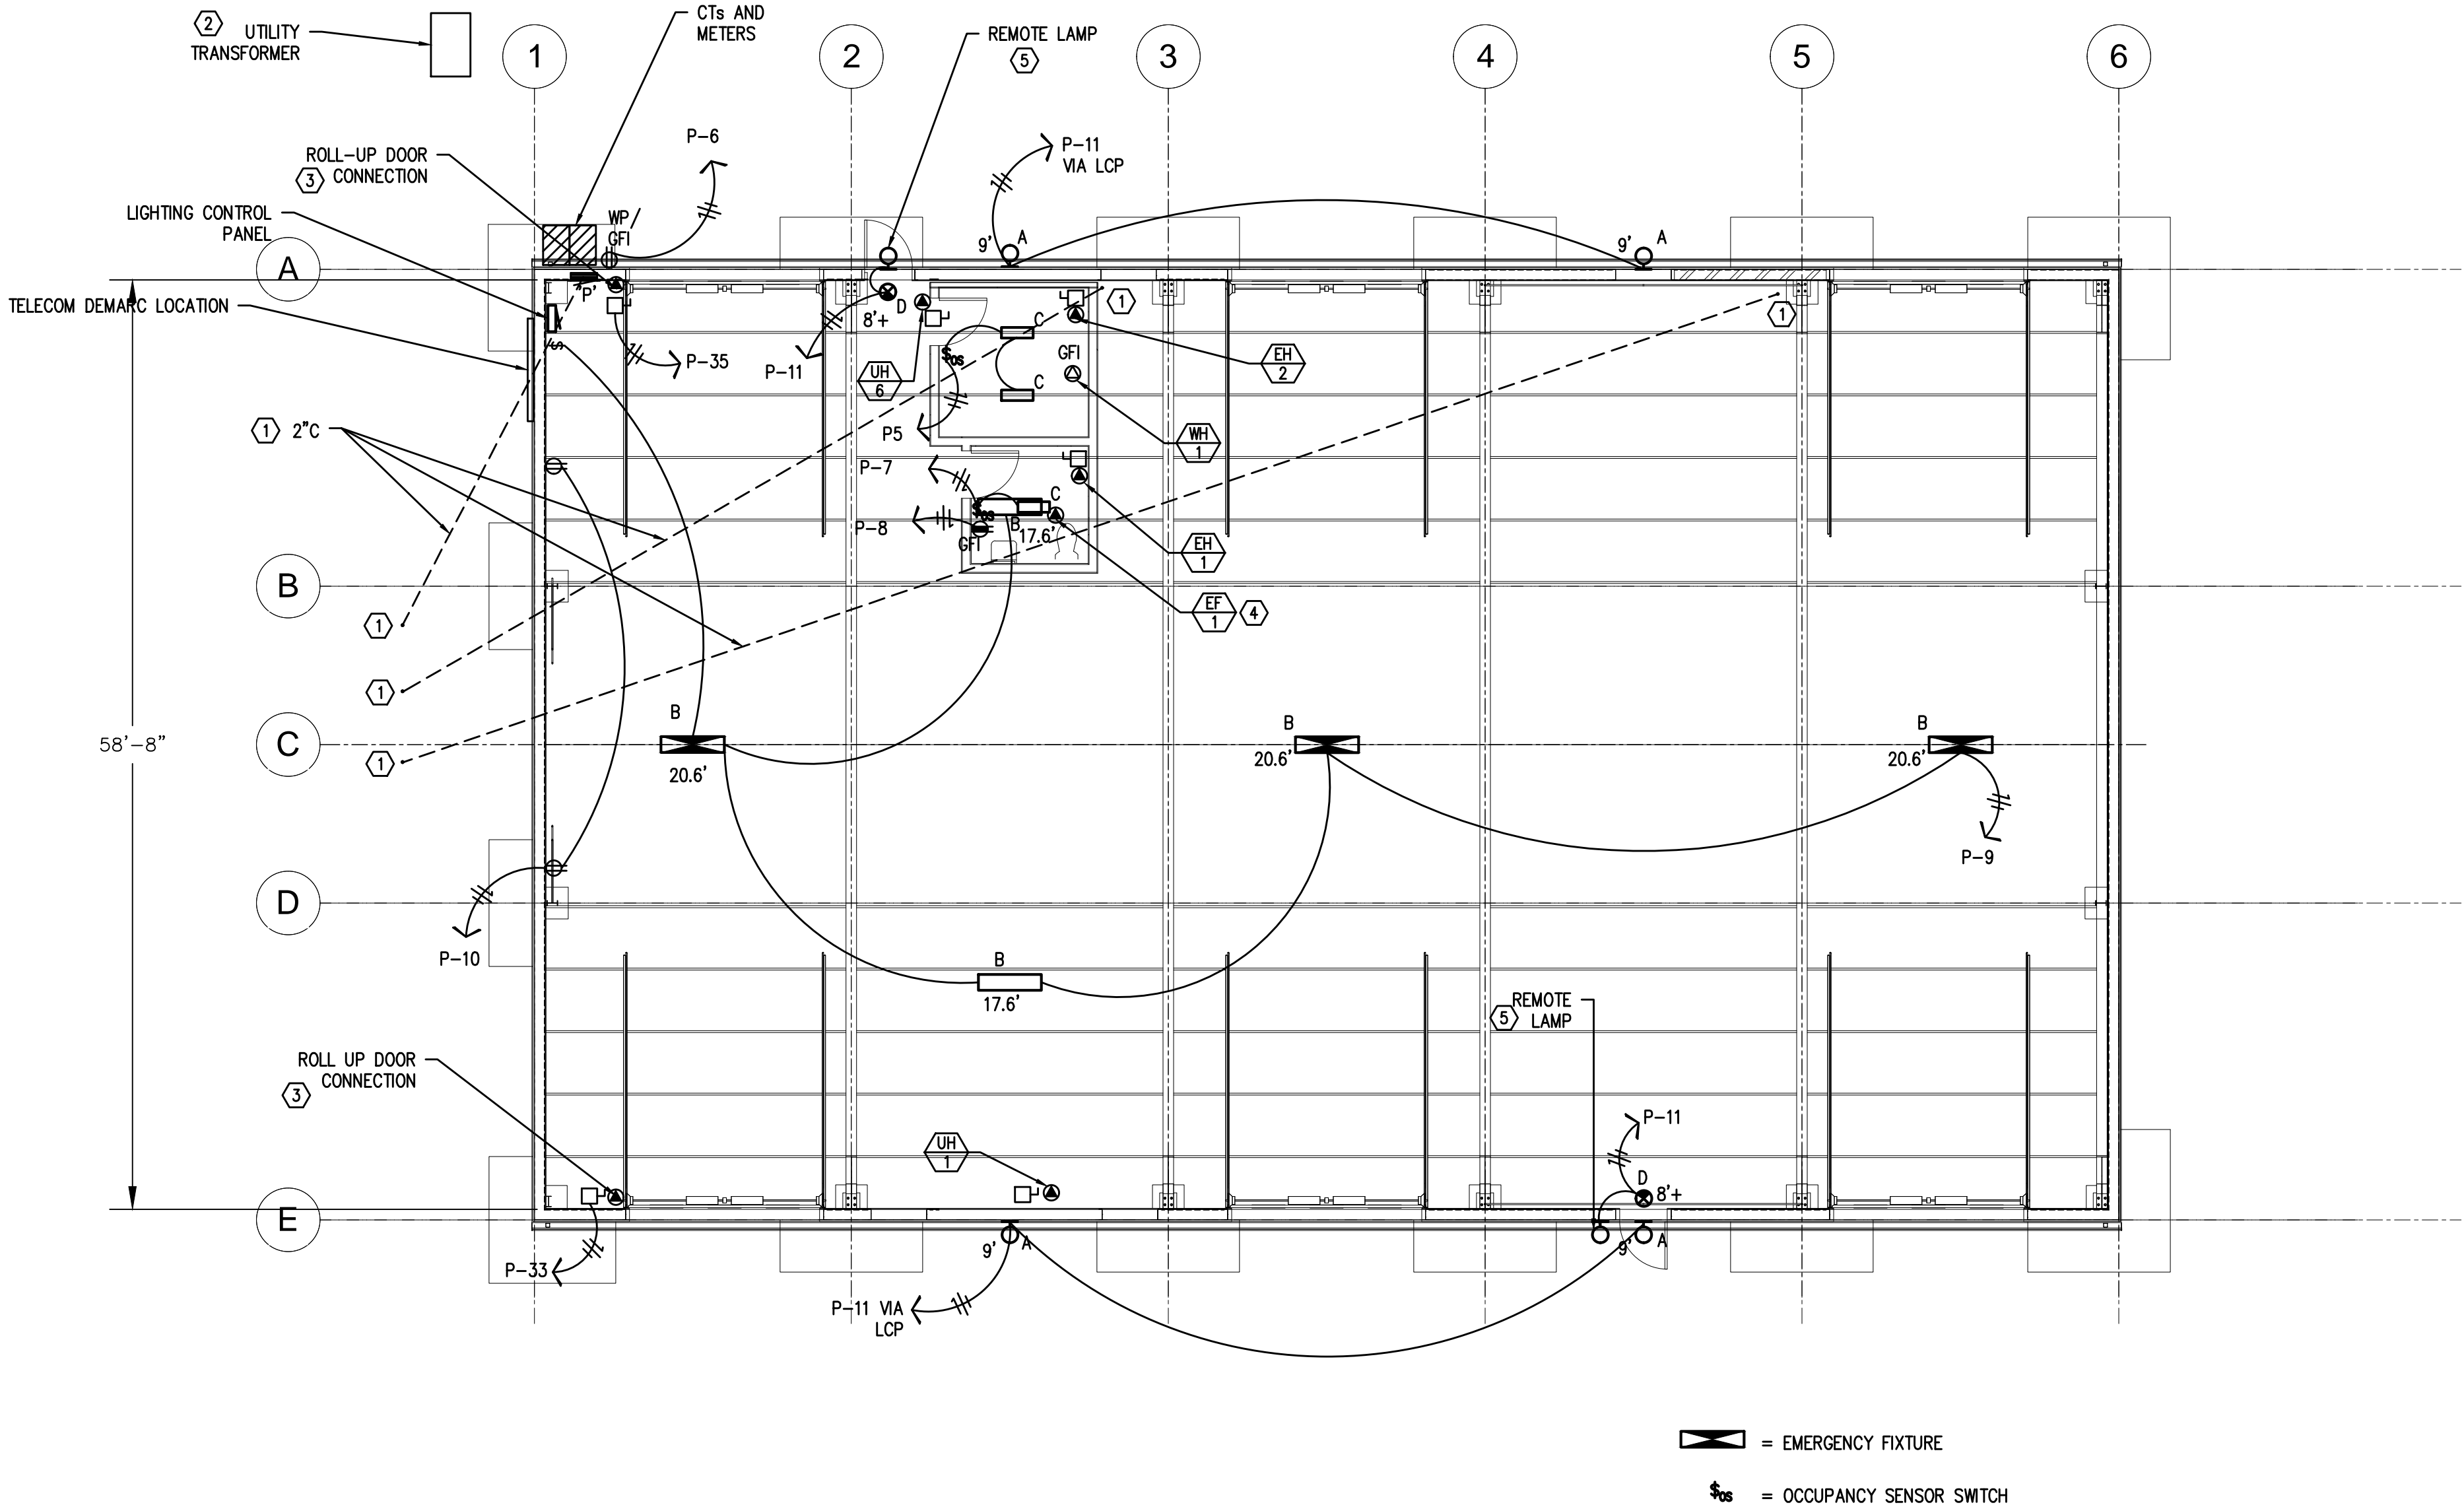 CTs AND
METERS
2
UTILITY
TRANSFORMER
REMOTE LAMP
5
1
2
3
4
5
6
P-6
P-11
VIA LCP
ROLL-UP DOOR
3 CONNECTION
LIGHTING CONTROL
PANEL
WP/
GFI
9' A
9' A
A
P'
TELECOM DEMARC LOCATION
D
8'+
1
1
S
C
$OS
GFI
EH
2
P-35
P-11
UH
6
C
1 2"C
P5
WH
1
P-7
C
$OS
B
P-8
17.6'
GFI
EH
1
B
EF
1
4
1
1
B
B
B
58'-8"
C
1
20.6'
20.6'
20.6'
P-9
D
P-10
B
17.6'
REMOTE
5 LAMP
ROLL UP DOOR
CONNECTION
3
P-11
UH
1
D
8'+
E
9' A
9' A
P-33
P-11 VIA
LCP
= EMERGENCY FIXTURE
$OS = OCCUPANCY SENSOR SWITCH